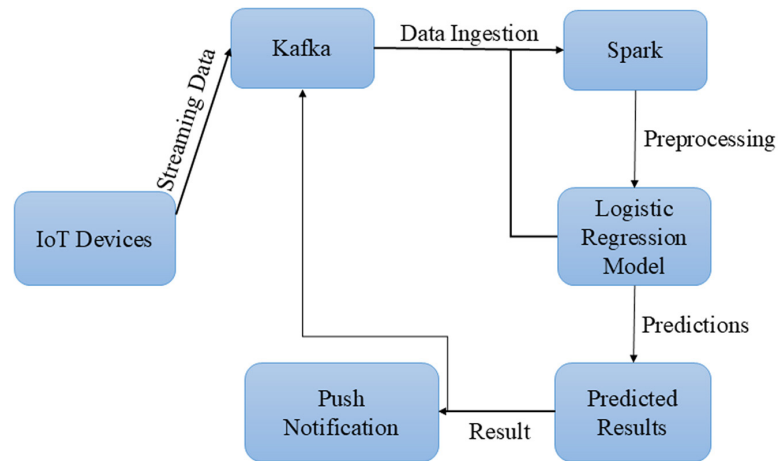 Kafka
Data Ingestion
Spark
Streaming Data
Preprocessing
IoT Devices
Logistic
Regression
Model
Predictions
Push
Notification
Result
Predicted
Results